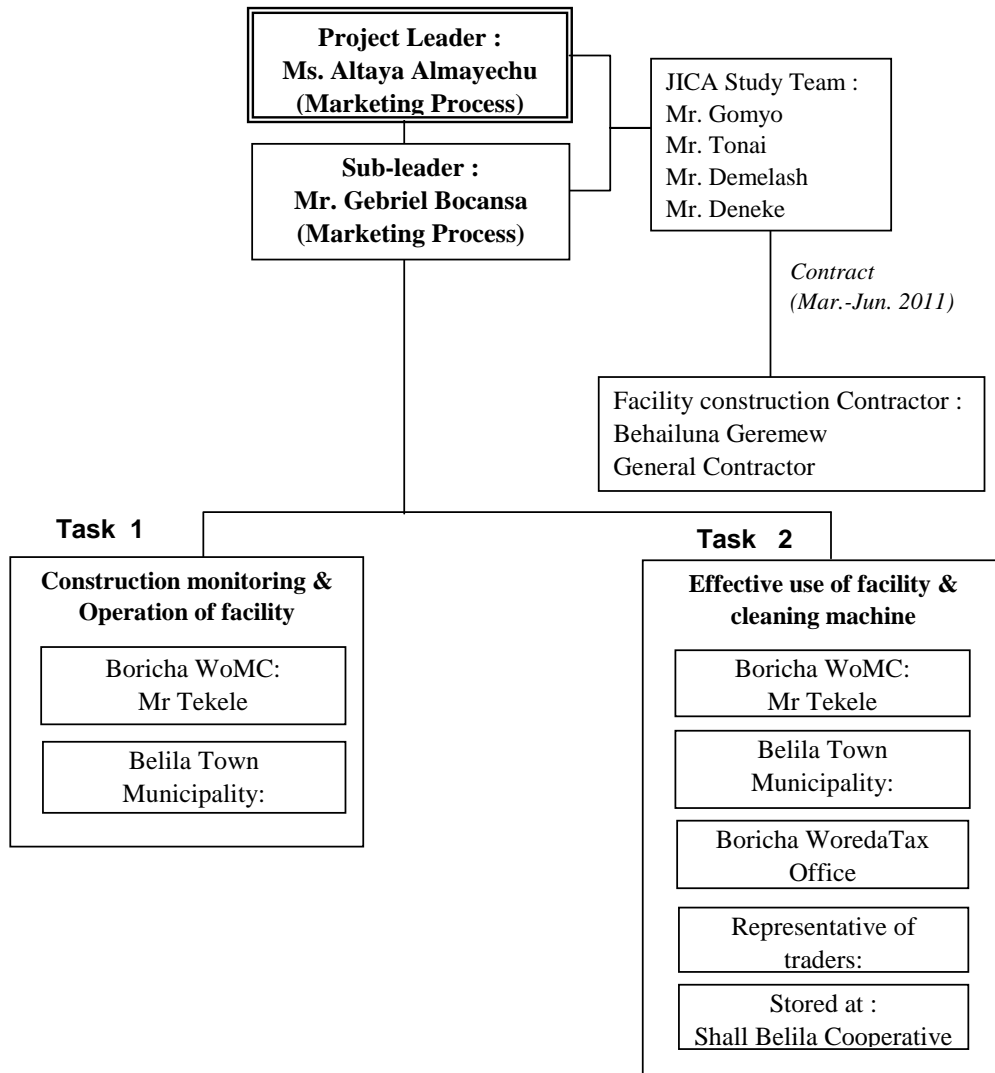 Project Leader :
Ms. Altaya Almayechu
(Marketing Process)
Sub-leader :
Mr. Gebriel Bocansa
(Marketing Process)
JICA Study Team :
Mr. Gomyo
Mr. Tonai
Mr. Demelash
Mr. Deneke
Contract
(Mar.-Jun. 2011)
Facility construction Contractor :
Behailuna Geremew
General Contractor
Task 1
Construction monitoring &
Operation of facility
Boricha WoMC:
Mr Tekele
Belila Town
Municipality:
Task 2
Effective use of facility &
cleaning machine
Boricha WoMC:
Mr Tekele
Belila Town
Municipality:
Boricha WoredaTax
Office
Representative of
traders:
Stored at :
Shall Belila Cooperative